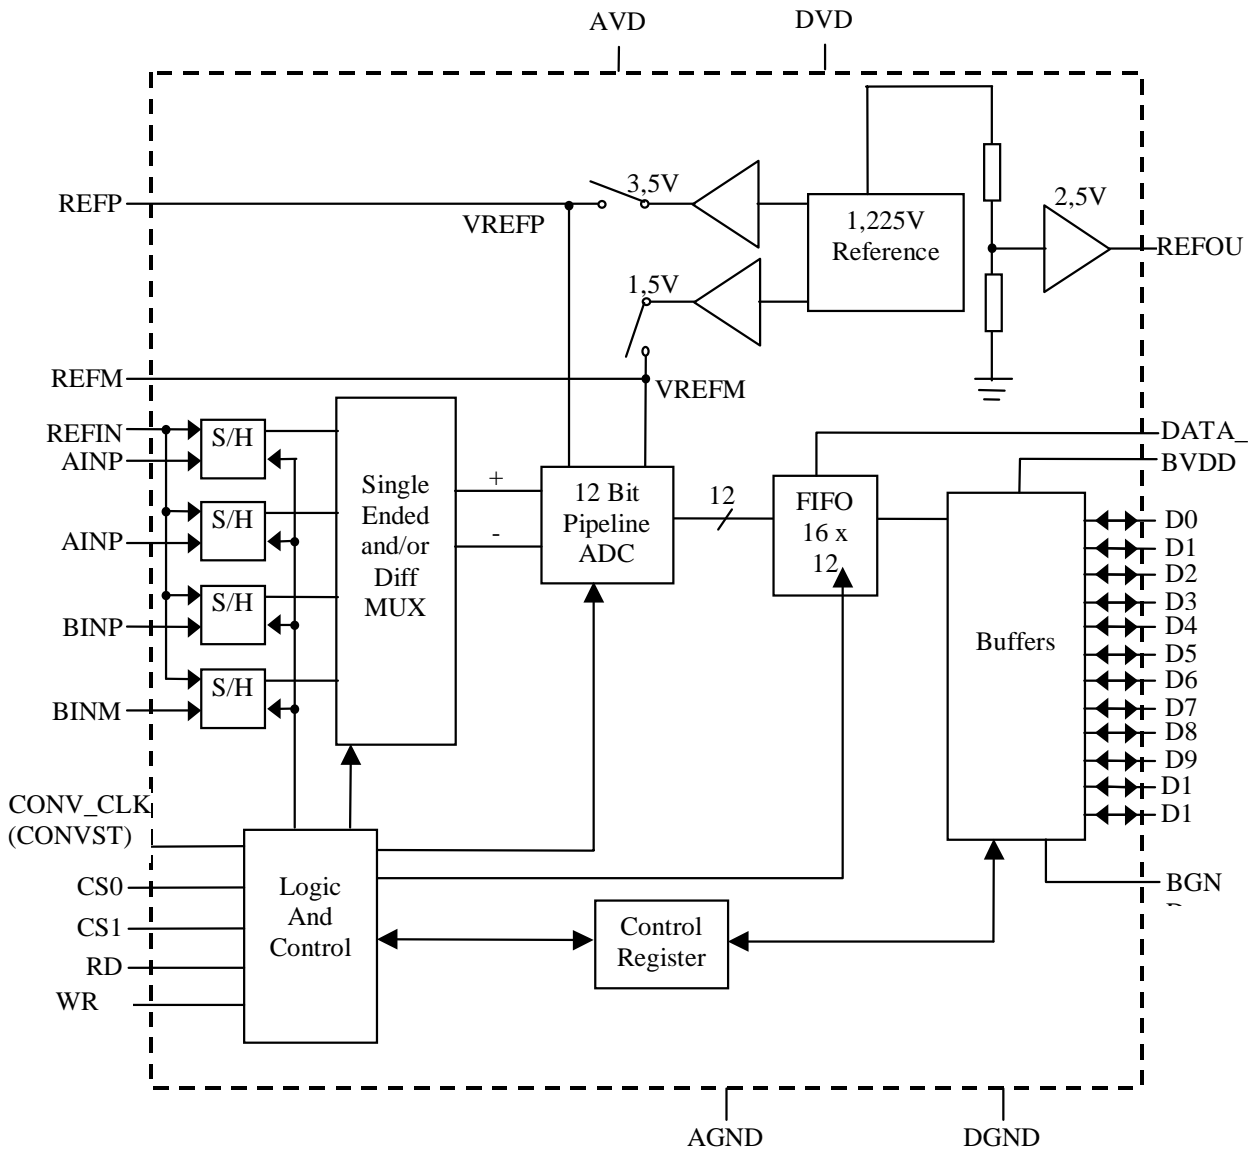 AVD
DVD
REFP
3,5V
VREFP
1,225V
Reference
2,5V
REFOU
1,5V
REFM
VREFM
REFIN
AINP
AINP
BINP
BINM
S/H
S/H
S/H
S/H
Single
Ended
and/or
Diff
MUX
+
-
12 Bit
Pipeline
ADC
12
FIFO
16 x
12
DATA_
BVDD
Buffers
D0
D1
D2
D3
D4
D5
D6
D7
D8
D9
D1
D1
BGN
CONV_CLK
(CONVST)
CS0
CS1
RD
WR
Logic
And
Control
Control
Register
AGND
DGND